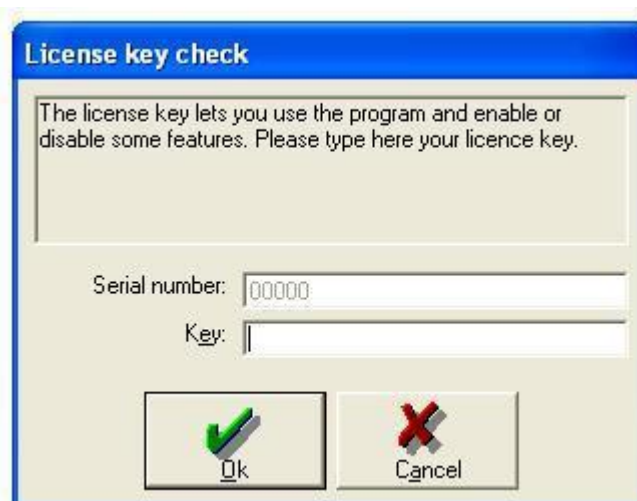 License key check
The license key lets you use the program and enable or
disable some features. Please type here your licence key.
Serial number: 00000
Key:
Ok
Cancel